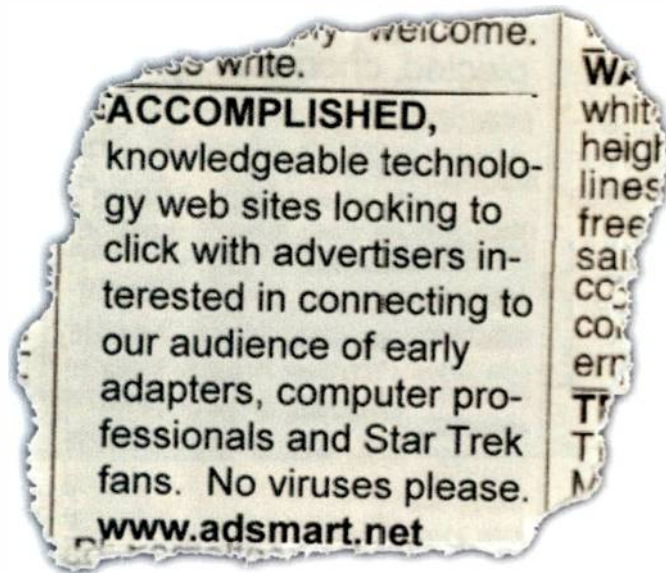 welcome.
write.
ACCOMPLISHED,
knowledgeable technolo-
gy web sites looking to
click with advertisers in-
terested in connecting to
our audience of early
adapters, computer pro-
fessionals and Star Trek
fans.  No viruses please.
www.adsmart.net